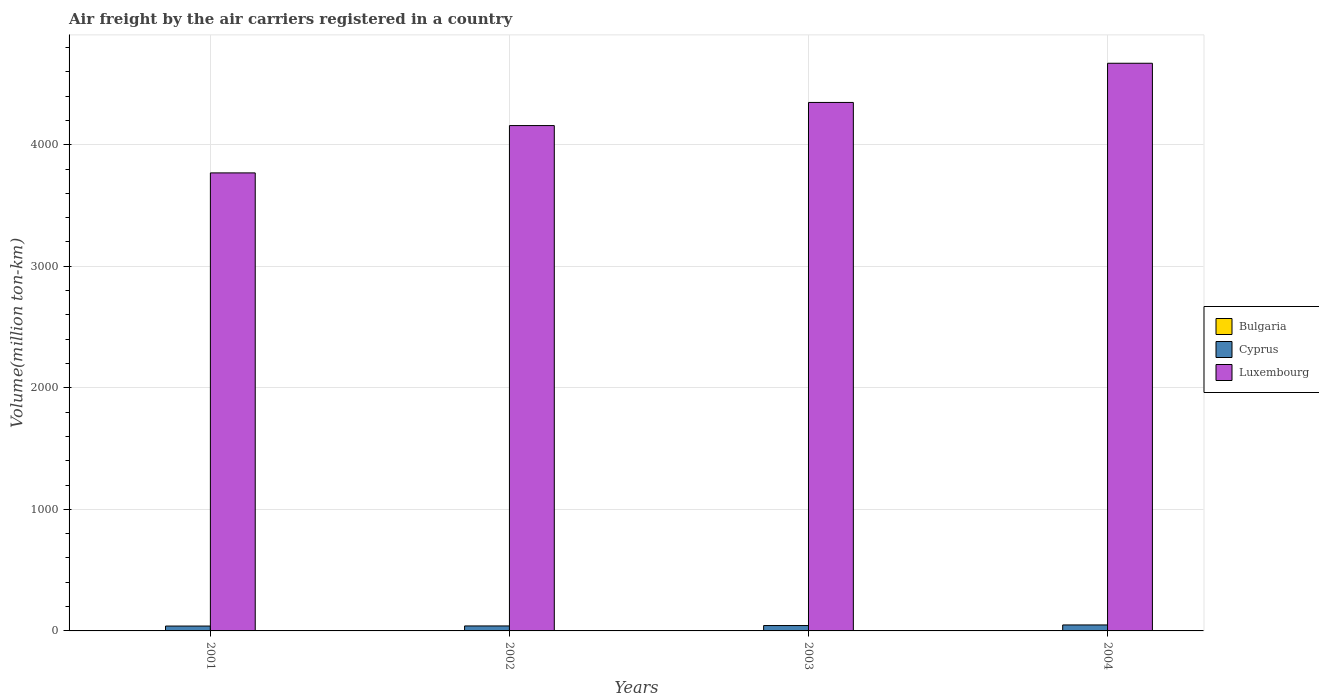 Air freight by the air carriers registered in a country
Volume(million ton-km)
4000
3000
2000
1000
0
2001
2002
2003
2004
Years
Bulgaria
Cyprus
Luxembourg